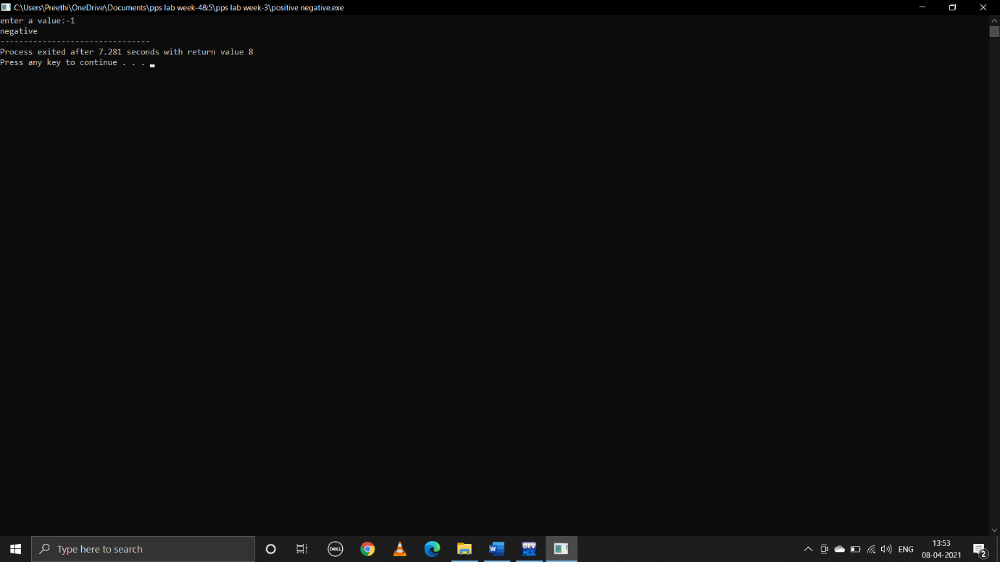 C:\Users\Preethi\OneDrive\Documents\pps lab week-4&5\pps lab week-3\positive negative.exe
enter a value:-1
negative
--------------------------------
Process exited after 7.281 seconds with return value 8
Press any key to continue . . .
Type here to search
DELL
W
DEV
C++
ENG
13:53
08-04-2021
2